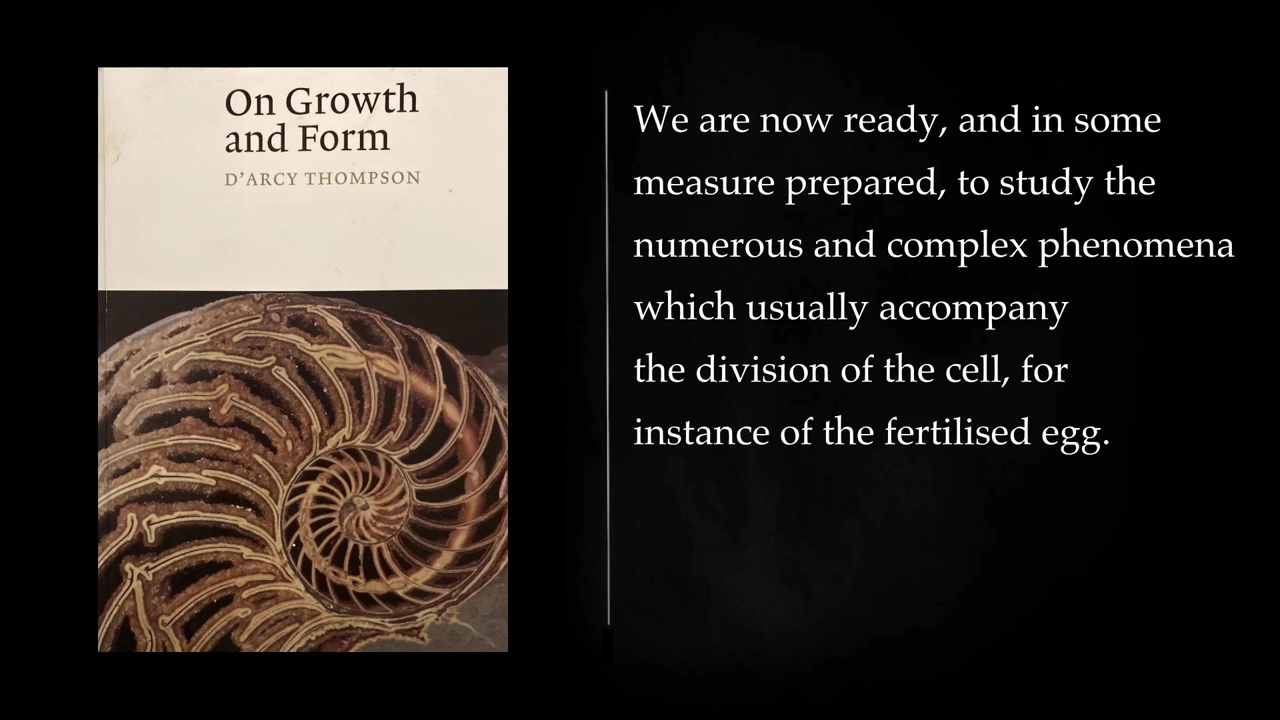 On Growth
and Form
D'ARCY THOMPSON
We are now ready, and in some
measure prepared, to study the
numerous and complex phenomena
which usually accompany
the division of the cell, for
instance of the fertilised egg.